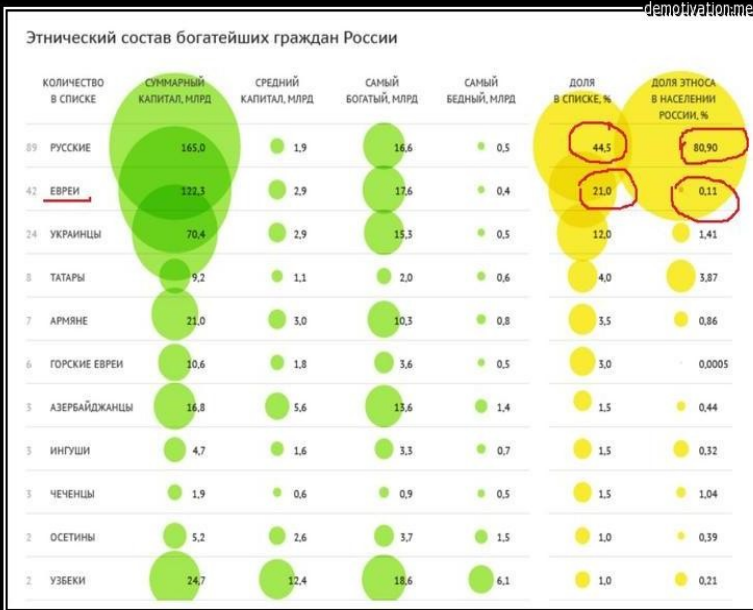 demotivation.me
Этнический состав богатейших граждан России
КОЛИЧЕСТВО В СПИСКЕ
СУММАРНЫЙ КАПИТАЛ, МЛРД
СРЕДНИЙ КАПИТАЛ, МЛРД
САМЫЙ БОГАТЫЙ, МЛРД
САМЫЙ БЕДНЫЙ, МЛРД
ДОЛЯ В СПИСКЕ, %
ДОЛЯ ЭТНОСА В НАСЕЛЕНИИ РОССИИ, %
89 РУССКИЕ 165,0 1,9 16,6 0,5 44,5 80,90
42 ЕВРЕИ 122,3 2,9 17,6 0,4 21,0 0,11
24 УКРАИНЦЫ 70,4 2,9 15,3 0,5 12,0 1,41
8 ТАТАРЫ 9,2 1,1 2,0 0,6 4,0 3,87
7 АРМЯНЕ 21,0 3,0 10,3 0,8 3,5 0,86
6 ГОРСКИЕ ЕВРЕИ 10,6 1,8 3,6 0,5 3,0 0,0005
3 АЗЕРБАЙДЖАНЦЫ 16,8 5,6 13,6 1,4 1,5 0,44
3 ИНГУШИ 4,7 1,6 3,3 0,7 1,5 0,32
3 ЧЕЧЕНЦЫ 1,9 0,6 0,9 0,5 1,5 1,04
2 ОСЕТИНЫ 5,2 2,6 3,7 1,5 1,0 0,39
2 УЗБЕКИ 24,7 12,4 18,6 6,1 1,0 0,21